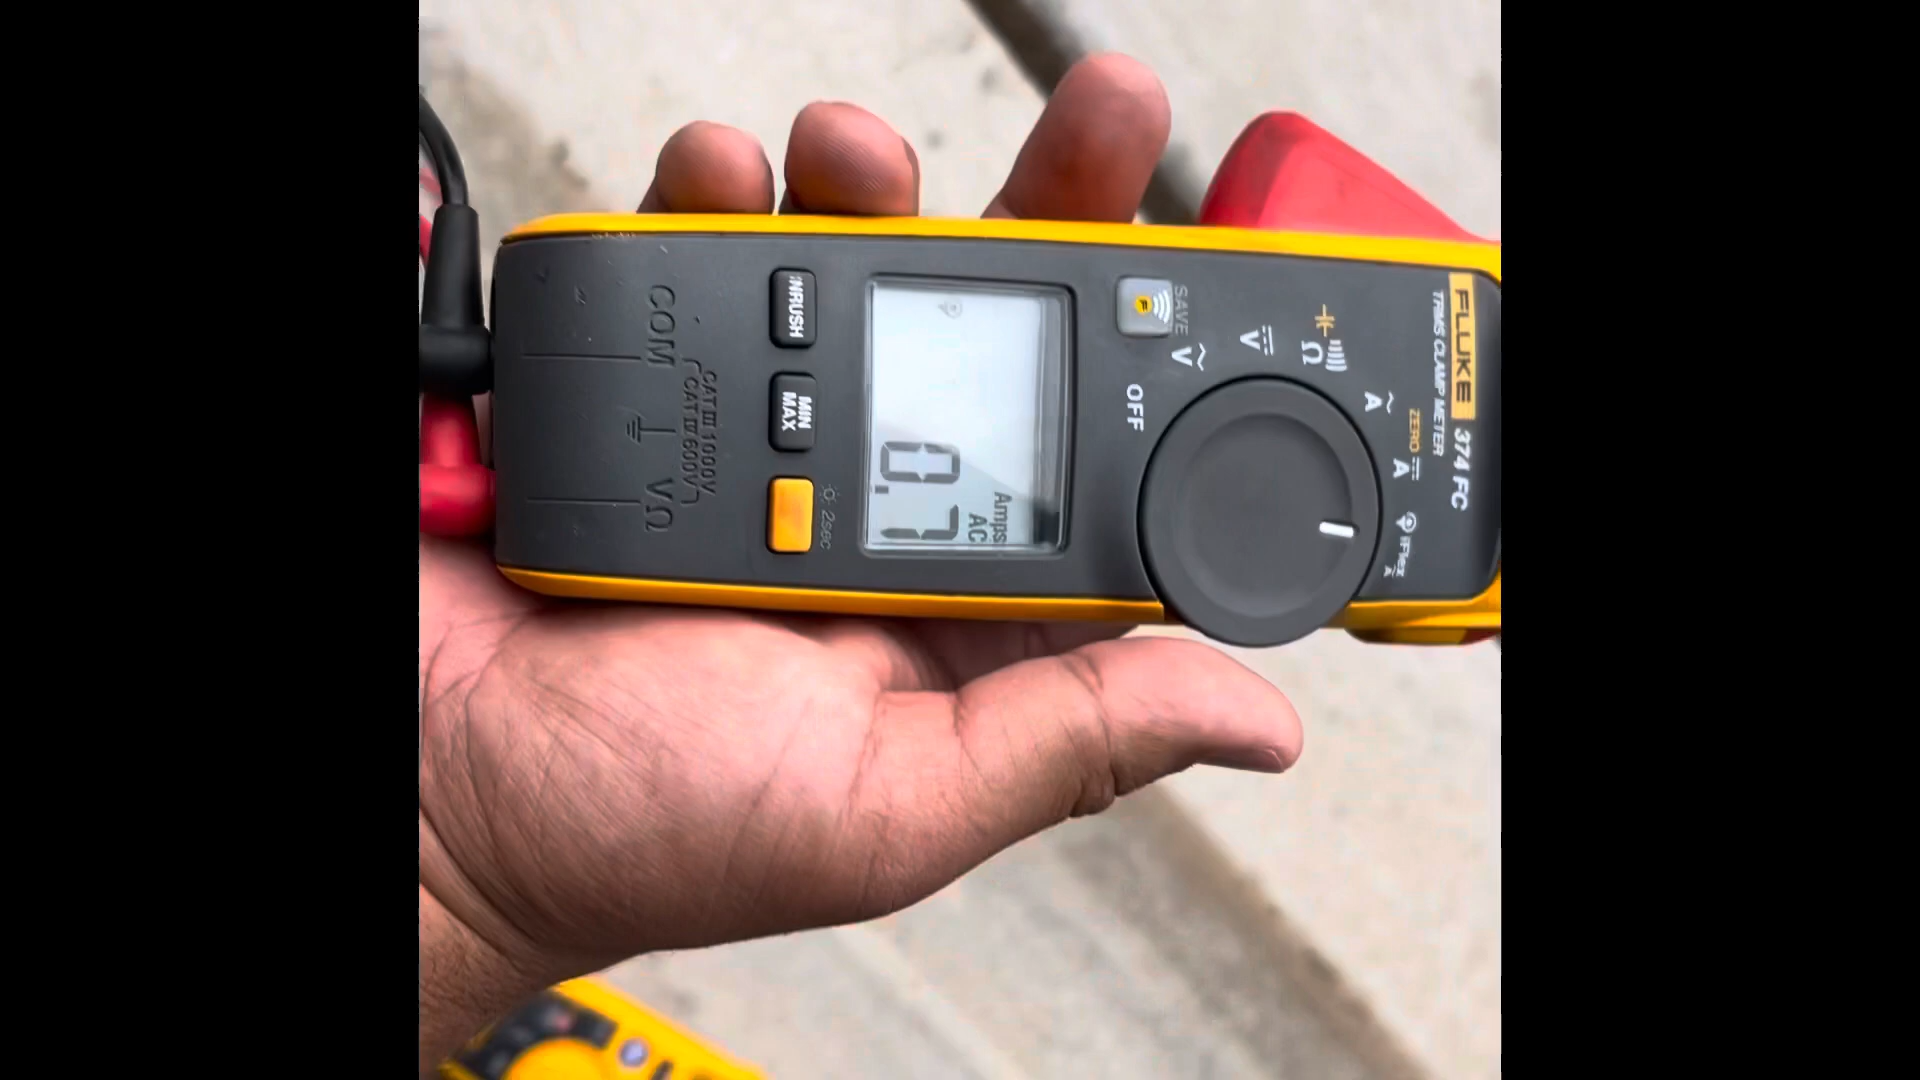 FLUKE 374 FC
TRMS CLAMP METER
iFlex
A
ZERO
A
A
Ω
V
V
SAVE
F
OFF
Amps
AC
0.7
INRUSH
MIN
MAX
2sec
CAT III 1000V
CAT IV 600V
COM
VΩ